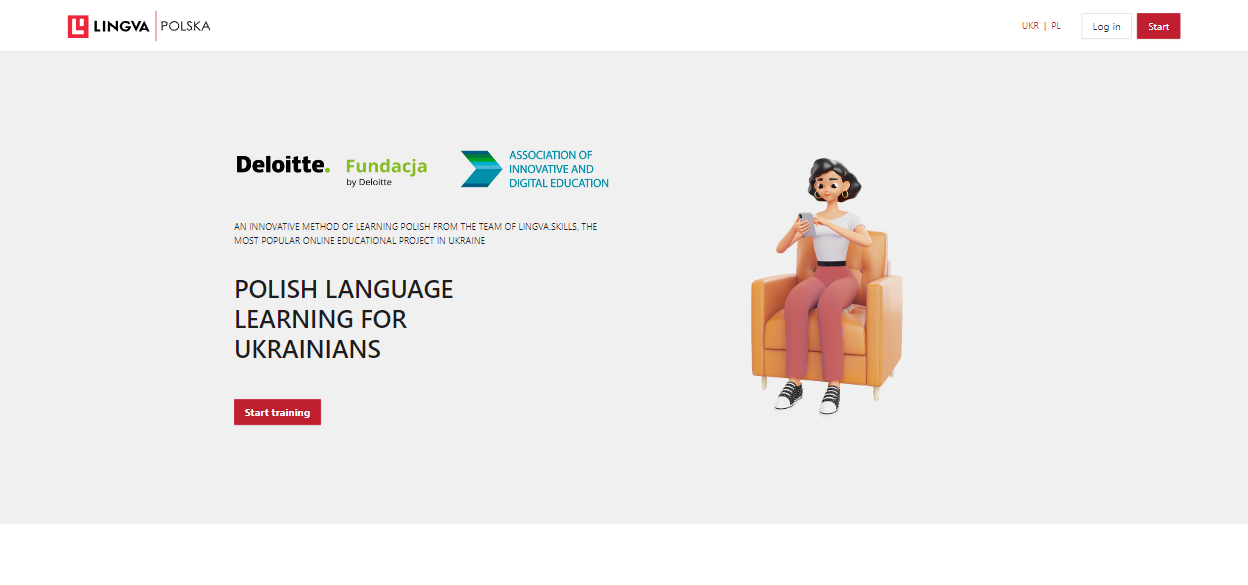 LINGVA POLSKA
UKR | PL
Log in
Start
Deloitte.
Fundacja
by Deloitte
ASSOCIATION OF
INNOVATIVE AND
DIGITAL EDUCATION
AN INNOVATIVE METHOD OF LEARNING POLISH FROM THE TEAM OF LINGVA.SKILLS, THE
MOST POPULAR ONLINE EDUCATIONAL PROJECT IN UKRAINE
POLISH LANGUAGE
LEARNING FOR
UKRAINIANS
Start training